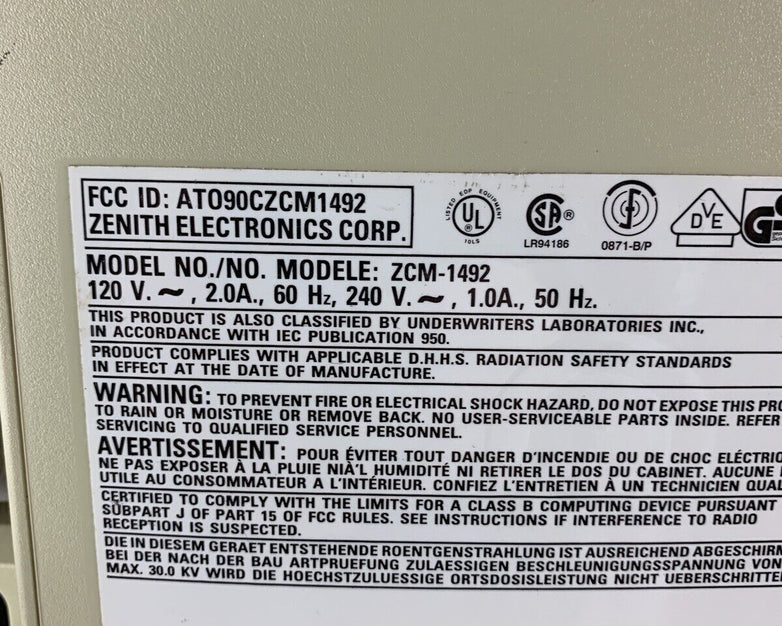 FCC ID: ATO90CZCM1492
ZENITH ELECTRONICS CORP.
LISTED EDP EQUIPMENT
UL
®
10LS
SA®
LR94186
0871-B/P
DVE
GS
MODEL NO./NO. MODELE: ZCM-1492
120 V. ~ , 2.0A., 60 Hz, 240 V. ~ , 1.0A., 50 Hz.
THIS PRODUCT IS ALSO CLASSIFIED BY UNDERWRITERS LABORATORIES INC.,
IN ACCORDANCE WITH IEC PUBLICATION 950.
PRODUCT COMPLIES WITH APPLICABLE D.H.H.S. RADIATION SAFETY STANDARDS
IN EFFECT AT THE DATE OF MANUFACTURE.
WARNING: TO PREVENT FIRE OR ELECTRICAL SHOCK HAZARD, DO NOT EXPOSE THIS PRO
TO RAIN OR MOISTURE OR REMOVE BACK. NO USER-SERVICEABLE PARTS INSIDE. REFER
SERVICING TO QUALIFIED SERVICE PERSONNEL.
AVERTISSEMENT: POUR ÉVITER TOUT DANGER D'INCENDIE OU DE CHOC ELÉCTRIC
NE PAS EXPOSER À LA PLUIE NIÀ'L HUMIDITÉ NI RETIRER LE DOS DU CABINET. AUCUNE
UTILE AU CONSOMMATEUR A L'INTÉRIEUR. CONFIEZ L'ENTRETIEN À UN TECHNICIEN QUAL
CERTIFIED TO COMPLY WITH THE LIMITS FOR A CLASS B COMPUTING DEVICE PURSUANT
SUBPART J OF PART 15 OF FCC RULES. SEE INSTRUCTIONS IF INTERFERENCE TO RADIO
RECEPTION IS SUSPECTED.
DIE IN DIESEM GERAET ENTSTEHENDE ROENTGENSTRAHLUNG IST AUSREICHEND ABGESCHIRM
BEI DER NACH DER BAU ARTPRUEFUNG ZULAESSIGEN BESCHLEUNIGUNGSSPANNUNG VON
MAX. 30.0 KV WIRD DIE HOECHSTZULUESSIGE ORTSDOSISLEISTUNG NICHT UEBERSCHRITTE